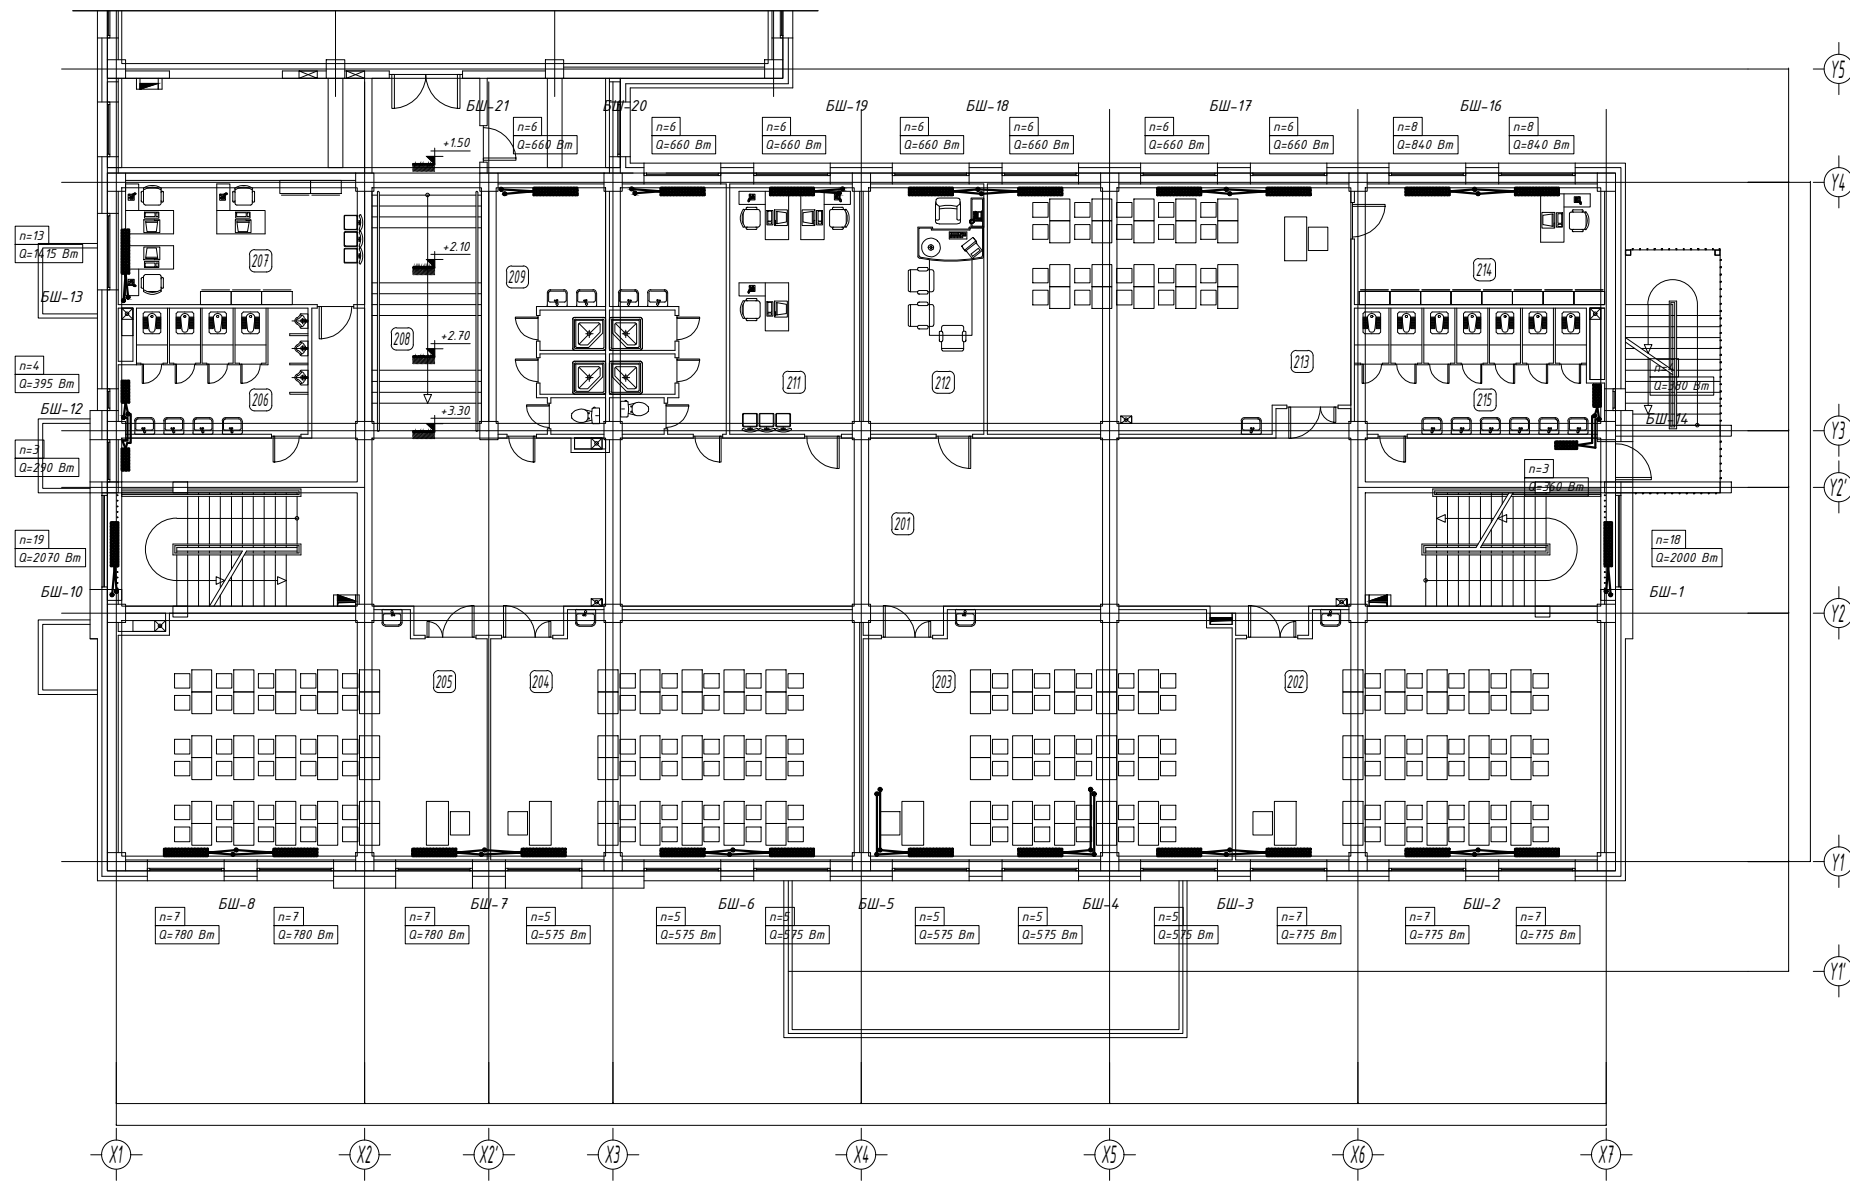 Y5
БШ-21
БШ-20
БШ-19
БШ-18
БШ-17
БШ-16
n=6
Q=660 Вт
n=6
Q=660 Вт
n=6
Q=660 Вт
n=6
Q=660 Вт
n=6
Q=660 Вт
n=6
Q=660 Вт
n=6
Q=660 Вт
n=8
Q=840 Вт
n=8
Q=840 Вт
+1.50
Y4
n=13
Q=1415 Вт
+2.10
207
209
214
БШ-13
208
+2.70
n=4
Q=395 Вт
211
212
213
Q=380 Вт
206
215
БШ-12
+3.30
БШ-14
Y3
n=3
Q=290 Вт
n=3
Q=360 Вт
Y2'
201
n=19
Q=2070 Вт
n=18
Q=2000 Вт
БШ-10
БШ-1
Y2
205
204
203
202
Y1
БШ-8
БШ-7
БШ-6
БШ-5
БШ-4
БШ-3
БШ-2
n=7
Q=780 Вт
n=7
Q=780 Вт
n=7
Q=780 Вт
n=5
Q=575 Вт
n=5
Q=575 Вт
n=5
Q=575 Вт
n=5
Q=575 Вт
n=5
Q=575 Вт
n=5
Q=575 Вт
n=7
Q=775 Вт
n=7
Q=775 Вт
n=7
Q=775 Вт
Y1'
X1
X2
X2'
X3
X4
X5
X6
X7